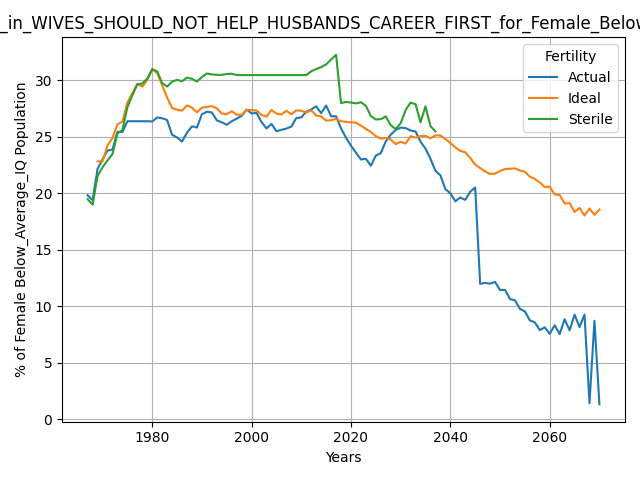 _in_WIVES_SHOULD_NOT_HELP_HUSBANDS_CAREER_FIRST_for_Female_Below
Fertility
Actual
Ideal
Sterile
% of Female Below_Average_IQ Population
30
25
20
15
10
5
0
1980
2000
2020
2040
2060
Years